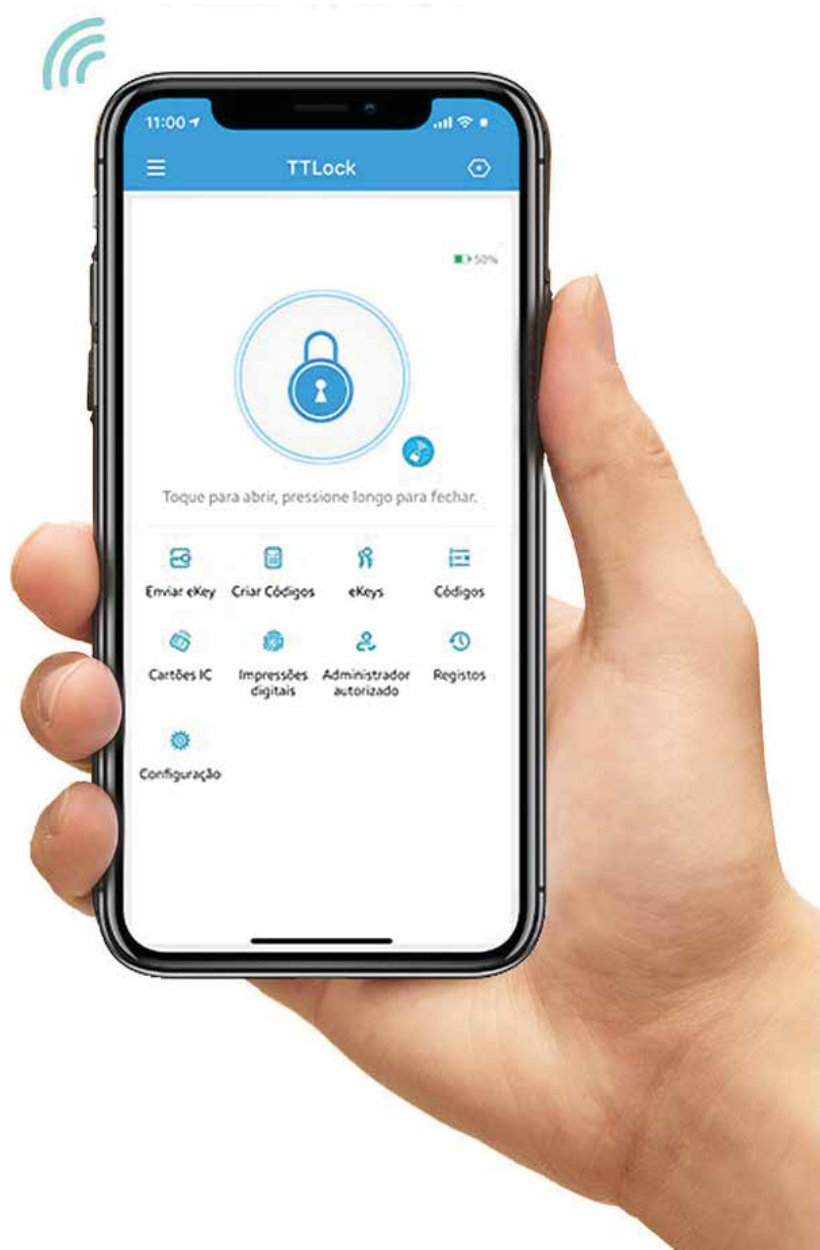 11:00
TTLock
50%
Toque para abrir, pressione longo para fechar.
Enviar eKey Criar Códigos eKeys Códigos
Cartões IC Impressões digitais Administrador autorizado Registos
Configuração